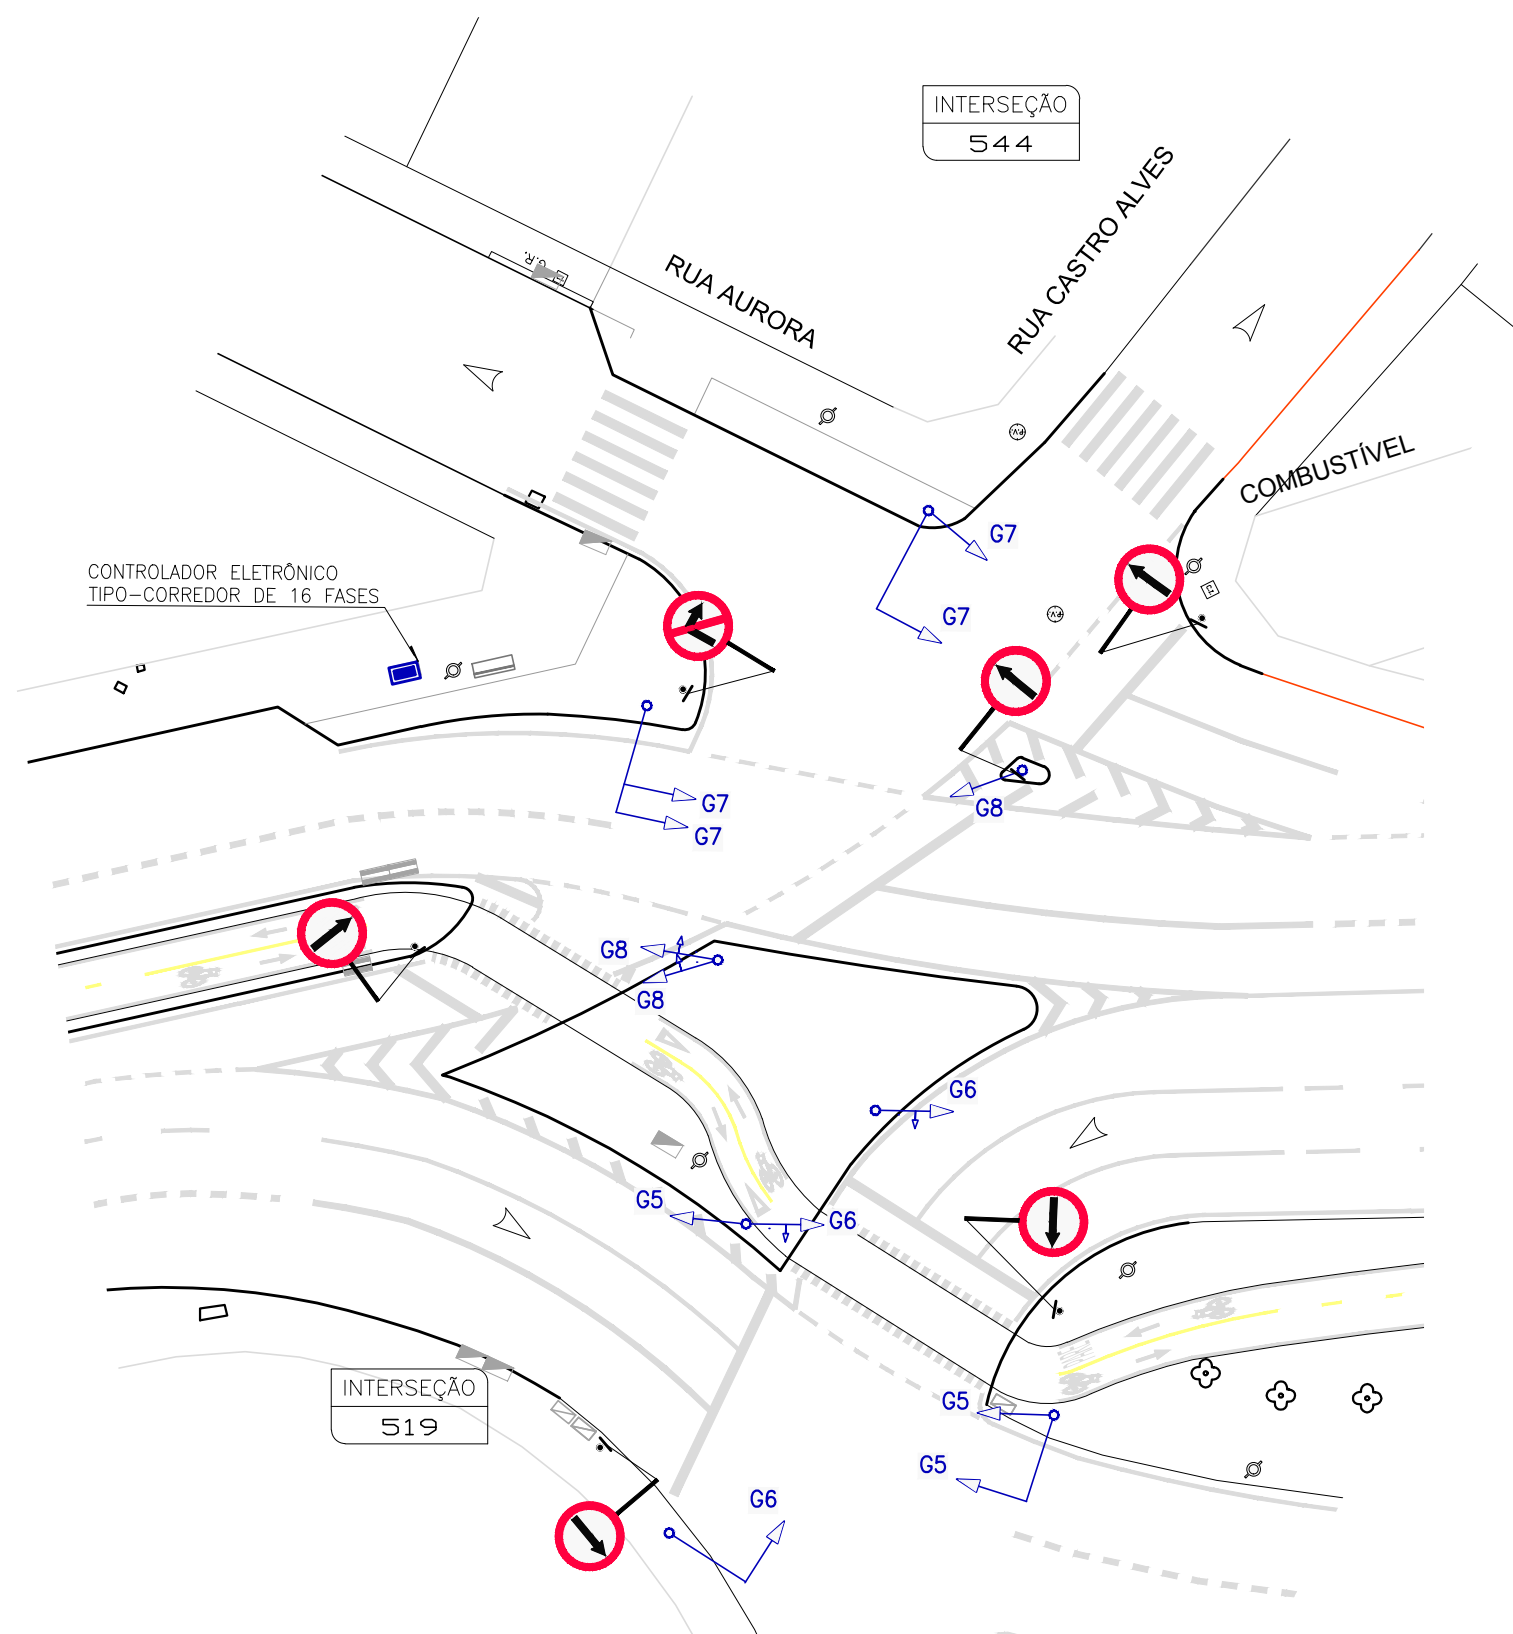 INTERSEÇÃO
544
RUA CASTRO ALVES
RUA AURORA
G.R.
P.V.
COMBUSTÍVEL
G7
G7
CONTROLADOR ELETRÔNICO
TIPO-CORREDOR DE 16 FASES
P.V.
G7
G8
G7
G8
G8
G6
G5
G6
INTERSEÇÃO
519
G5
G5
G6